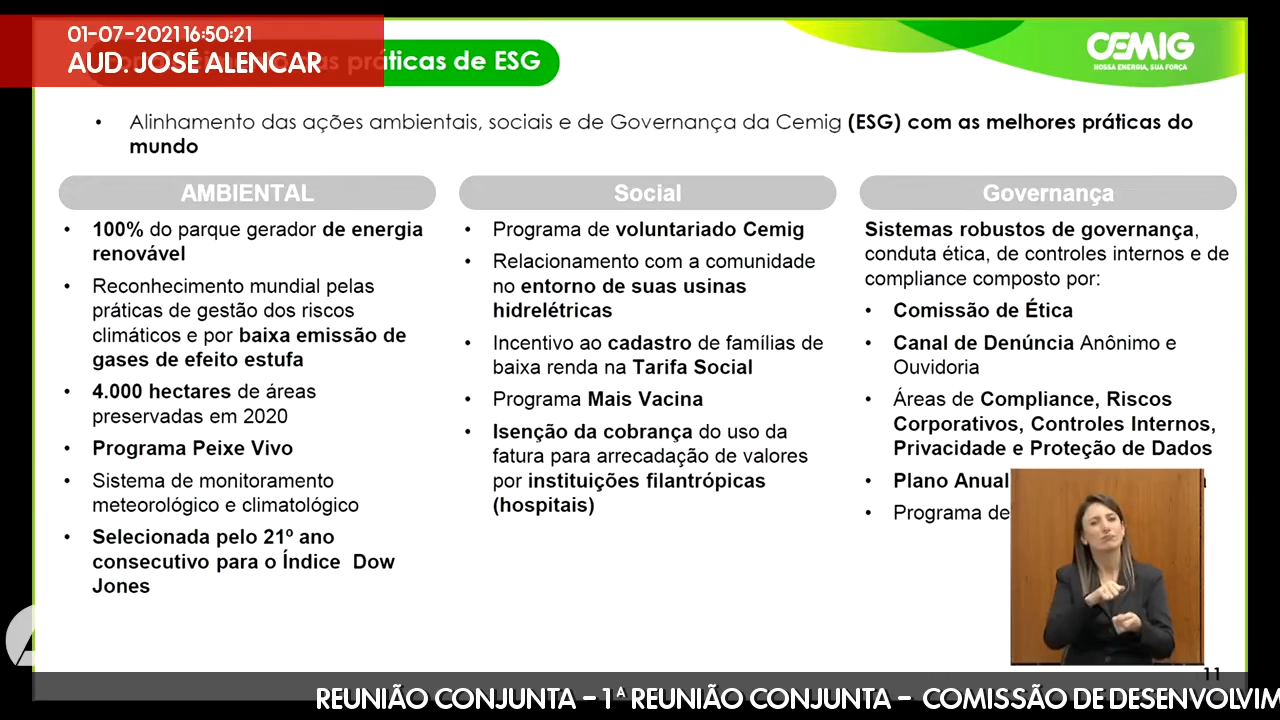 01-07-2021 16:50:21
AUD. JOSÉ ALENCAR
práticas de ESG
CEMIG
NOSSA ENERGIA, SUA FORÇA
• Alinhamento das ações ambientais, sociais e de Governança da Cemig (ESG) com as melhores práticas do
mundo
AMBIENTAL
• 100% do parque gerador de energia
renovável
• Reconhecimento mundial pelas
práticas de gestão dos riscos
climáticos e por baixa emissão de
gases de efeito estufa
• 4.000 hectares de áreas
preservadas em 2020
• Programa Peixe Vivo
• Sistema de monitoramento
meteorológico e climatológico
• Selecionada pelo 21º ano
consecutivo para o Índice Dow
Jones
Social
• Programa de voluntariado Cemig
• Relacionamento com a comunidade
no entorno de suas usinas
hidrelétricas
• Incentivo ao cadastro de famílias de
baixa renda na Tarifa Social
• Programa Mais Vacina
• Isenção da cobrança do uso da
fatura para arrecadação de valores
por instituições filantrópicas
(hospitais)
Governança
Sistemas robustos de governança,
conduta ética, de controles internos e de
compliance composto por:
• Comissão de Ética
• Canal de Denúncia Anônimo e
Ouvidoria
• Áreas de Compliance, Riscos
Corporativos, Controles Internos,
Privacidade e Proteção de Dados
• Plano Anual
• Programa de
11
REUNIÃO CONJUNTA - 1ª REUNIÃO CONJUNTA - COMISSÃO DE DESENVOLVIM